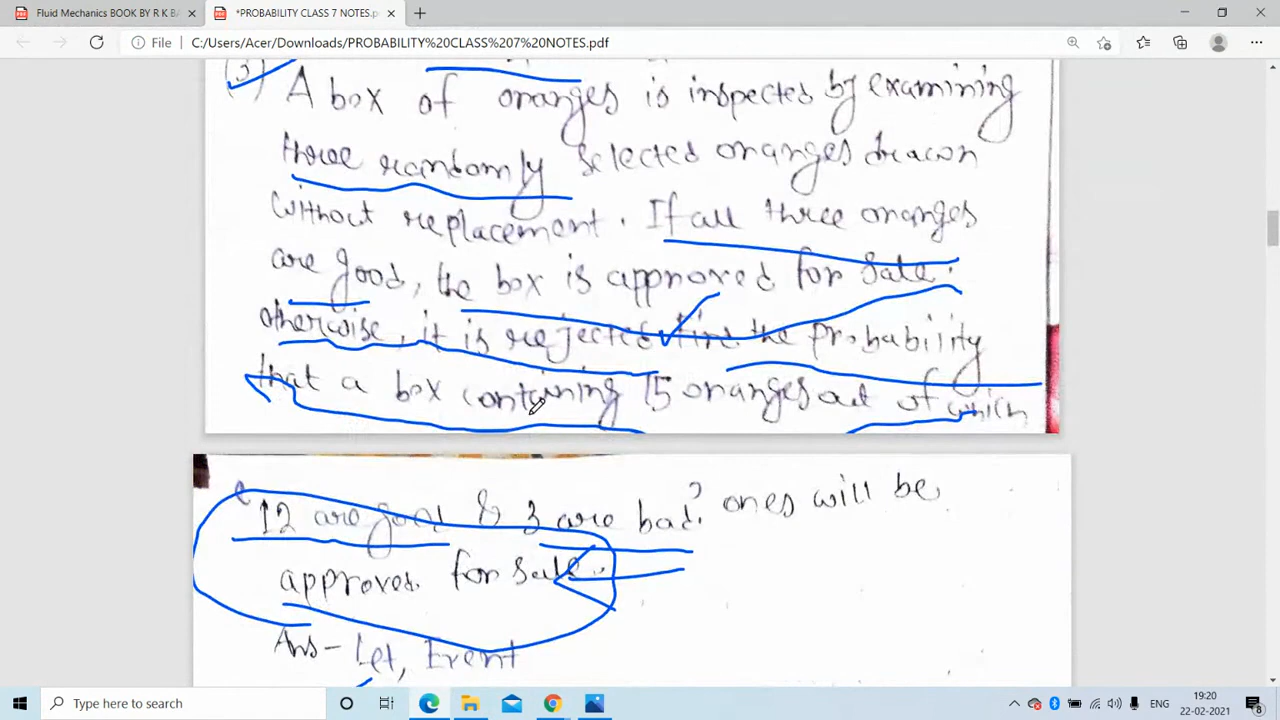 Fluid Mechanics BOOK BY R K BA
*PROBABILITY CLASS 7 NOTES.p
File C:/Users/Acer/Downloads/PROBABILITY%20CLASS%207%20NOTES.pdf
(3) A box of oranges is inspected by examining
three randomly selected oranges drawon
without replacement. If all three oranges
are good, the box is approved for sale.
otherwise, it is rejected find the probability
that a box containing 15 oranges out of which
12 are good & 3 are bad? ones will be
approved for sale.
Ans- Let, Event
Type here to search
ENG
19:20
22-02-2021
8